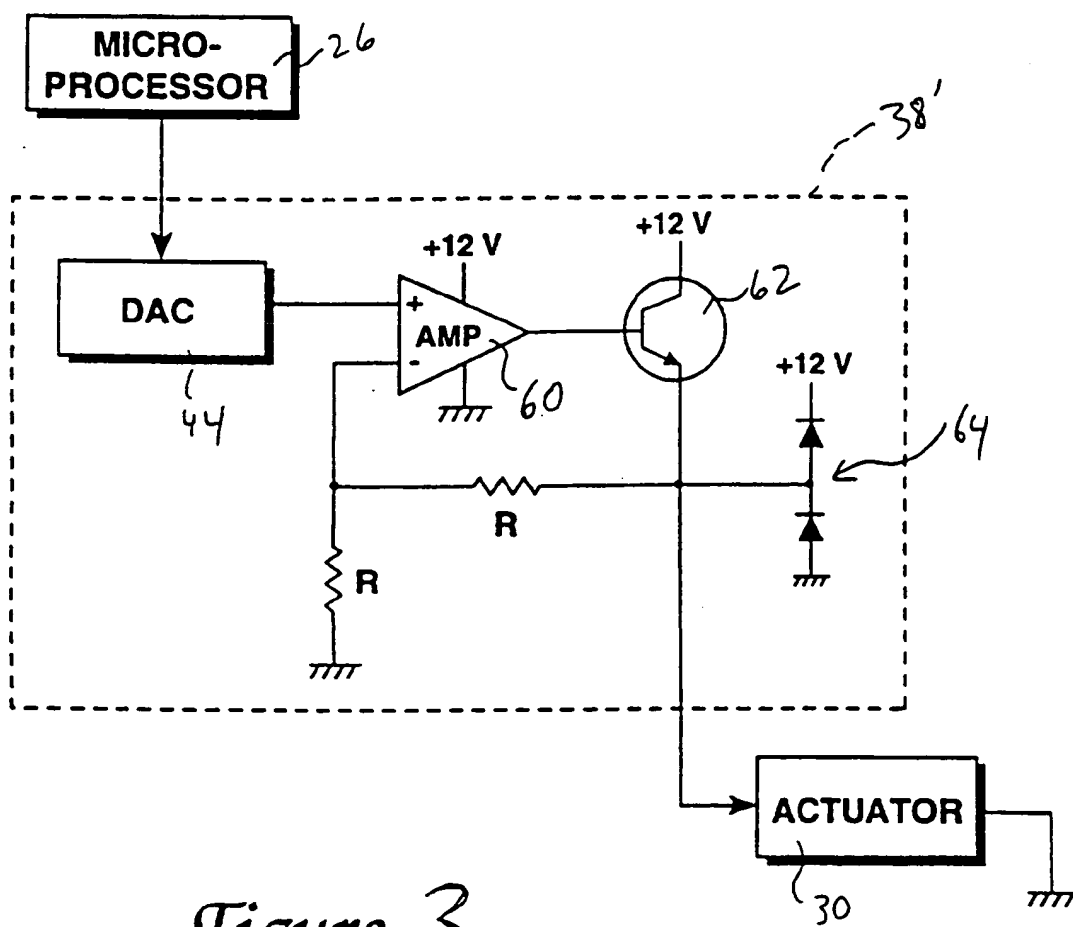 MICRO-
PROCESSOR
26
38'
+12 V
+12 V
DAC
+
AMP
-
62
60
44
+12 V
64
R
R
ACTUATOR
30
Figure 3